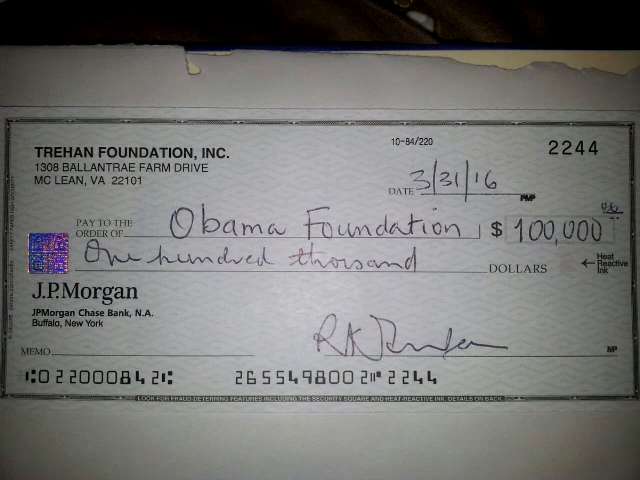 10-84/220
2244
TREHAN FOUNDATION, INC.
1308 BALLANTRAE FARM DRIVE
MC LEAN, VA 22101
DATE 3/31/16
PAY TO THE
ORDER OF Obama Foundation $ 100,000
One hundred thousand DOLLARS
Heat
Reactive
Ink
J.P.Morgan
JPMorgan Chase Bank, N.A.
Buffalo, New York
MEMO
MP
⑆022000842⑆ 2655498002⑈2244
LOOK FOR FRAUD-DETERRING FEATURES INCLUDING THE SECURITY SQUARE AND HEAT-REACTIVE INK. DETAILS ON BACK.